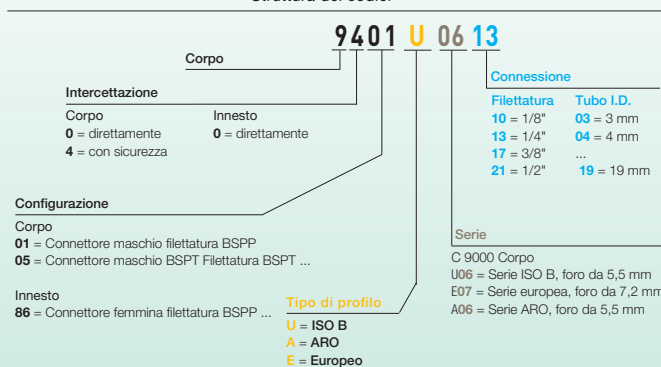 9401 U 06 13
Corpo
Intercettazione
Corpo
0 = direttamente
4 = con sicurezza
Innesto
0 = direttamente
Connessione
Filettatura
10 = 1/8"
13 = 1/4"
17 = 3/8"
21 = 1/2"
Tubo I.D.
03 = 3 mm
04 = 4 mm
...
19 = 19 mm
Configurazione
Corpo
01 = Connettore maschio filettatura BSPP
05 = Connettore maschio BSPT Filettatura BSPT ...
Innesto
86 = Connettore femmina filettatura BSPP ...
Tipo di profilo
U = ISO B
A = ARO
E = Europeo
Serie
C 9000 Corpo
U06 = Serie ISO B, foro da 5,5 mm
E07 = Serie europea, foro da 7,2 mm
A06 = Serie ARO, foro da 5,5 mm